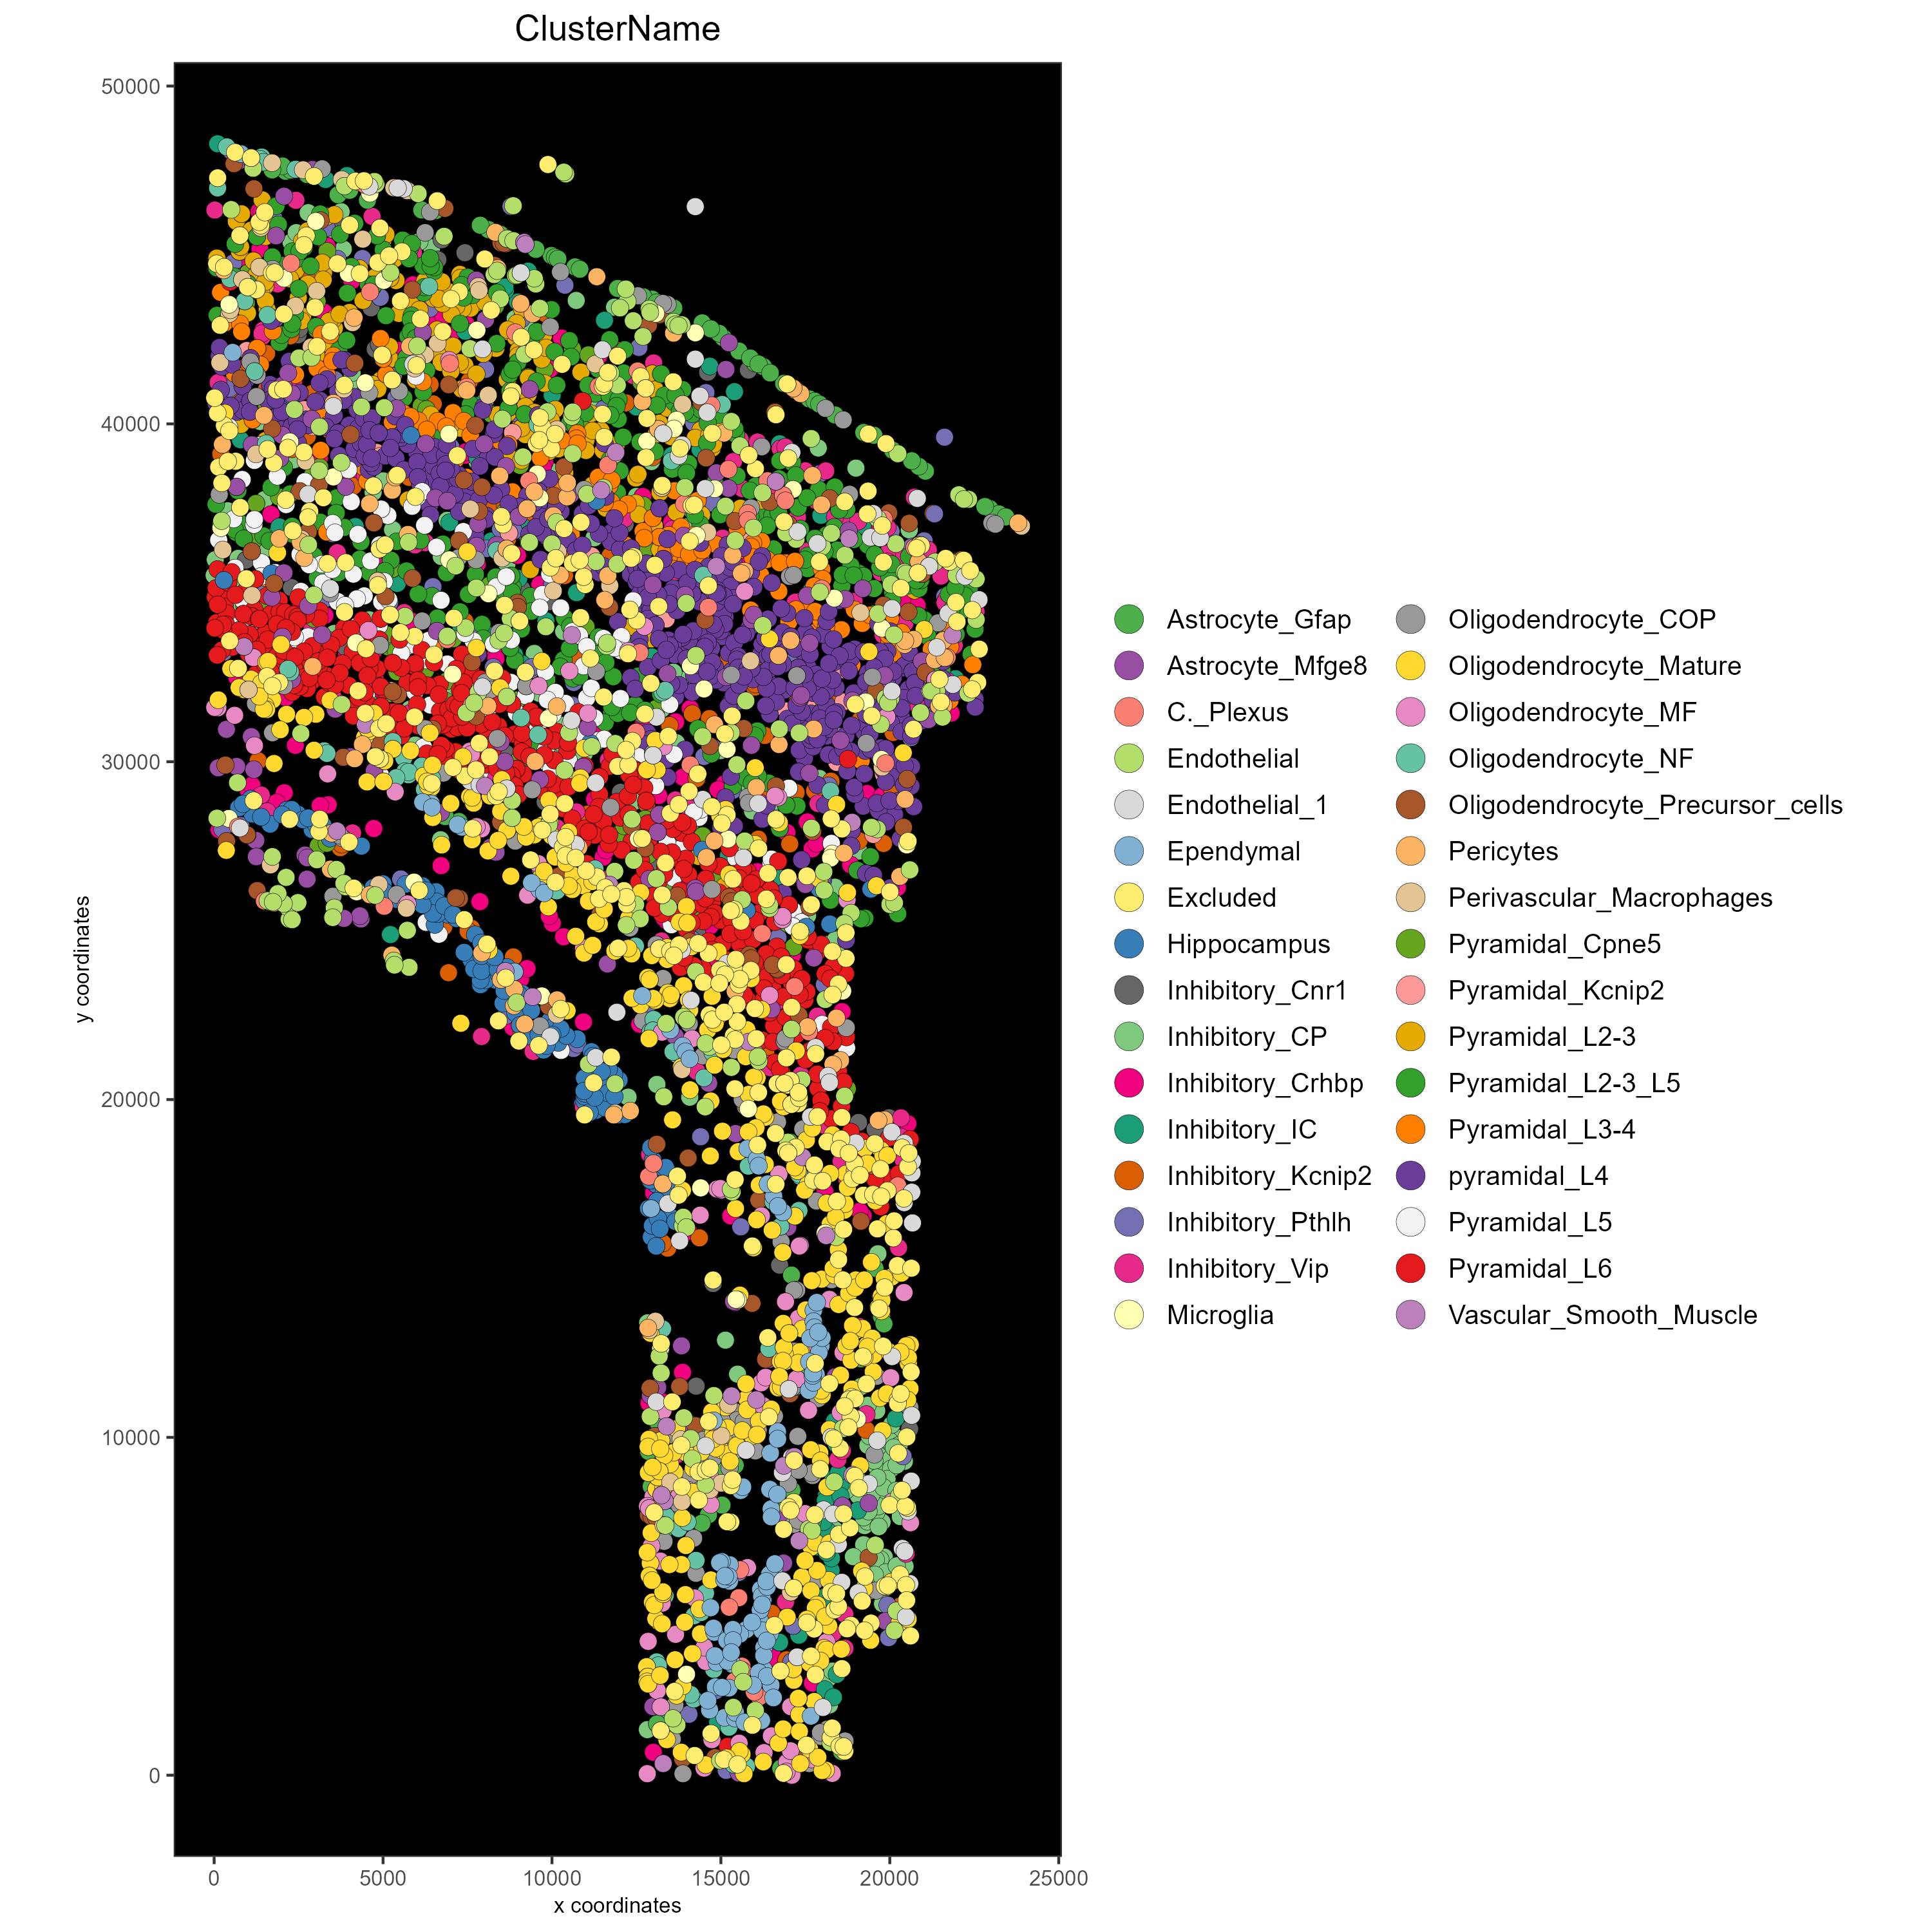 ClusterName
50000
40000
30000
20000
10000
0
y coordinates
0 5000 10000 15000 20000 25000
x coordinates
Astrocyte_Gfap
Astrocyte_Mfge8
C._Plexus
Endothelial
Endothelial_1
Ependymal
Excluded
Hippocampus
Inhibitory_Cnr1
Inhibitory_CP
Inhibitory_Crhbp
Inhibitory_IC
Inhibitory_Kcnip2
Inhibitory_Pthlh
Inhibitory_Vip
Microglia
Oligodendrocyte_COP
Oligodendrocyte_Mature
Oligodendrocyte_MF
Oligodendrocyte_NF
Oligodendrocyte_Precursor_cells
Pericytes
Perivascular_Macrophages
Pyramidal_Cpne5
Pyramidal_Kcnip2
Pyramidal_L2-3
Pyramidal_L2-3_L5
Pyramidal_L3-4
pyramidal_L4
Pyramidal_L5
Pyramidal_L6
Vascular_Smooth_Muscle